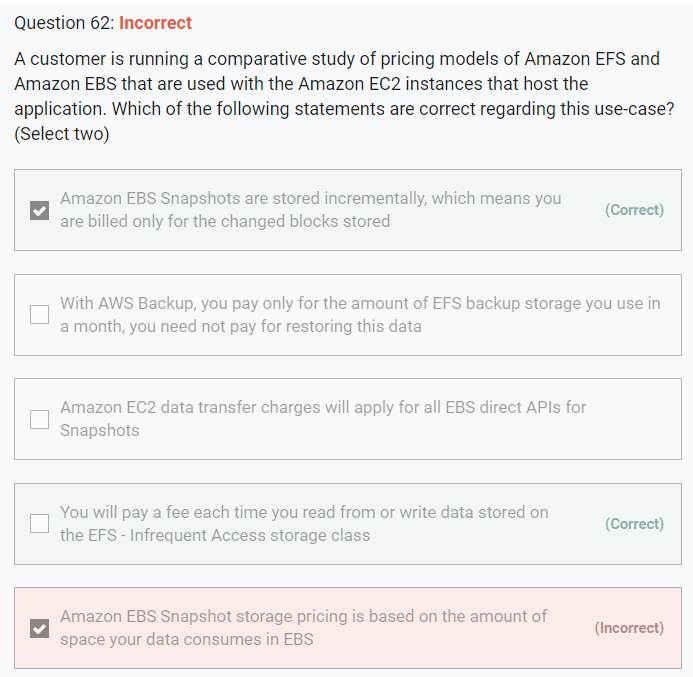 Question 62: Incorrect
A customer is running a comparative study of pricing models of Amazon EFS and
Amazon EBS that are used with the Amazon EC2 instances that host the
application. Which of the following statements are correct regarding this use-case?
(Select two)
Amazon EBS Snapshots are stored incrementally, which means you
are billed only for the changed blocks stored
(Correct)
With AWS Backup, you pay only for the amount of EFS backup storage you use in
a month, you need not pay for restoring this data
Amazon EC2 data transfer charges will apply for all EBS direct APIs for
Snapshots
You will pay a fee each time you read from or write data stored on
the EFS - Infrequent Access storage class
(Correct)
Amazon EBS Snapshot storage pricing is based on the amount of
space your data consumes in EBS
(Incorrect)